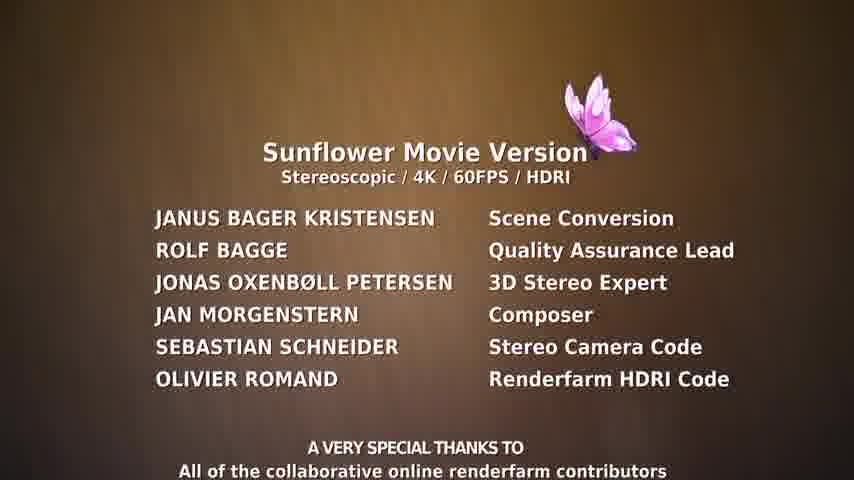 Sunflower Movie Version
Stereoscopic / 4K / 60FPS / HDRI
JANUS BAGER KRISTENSEN Scene Conversion
ROLF BAGGE Quality Assurance Lead
JONAS OXENBØLL PETERSEN 3D Stereo Expert
JAN MORGENSTERN Composer
SEBASTIAN SCHNEIDER Stereo Camera Code
OLIVIER ROMAND Renderfarm HDRI Code
A VERY SPECIAL THANKS TO
All of the collaborative online renderfarm contributors